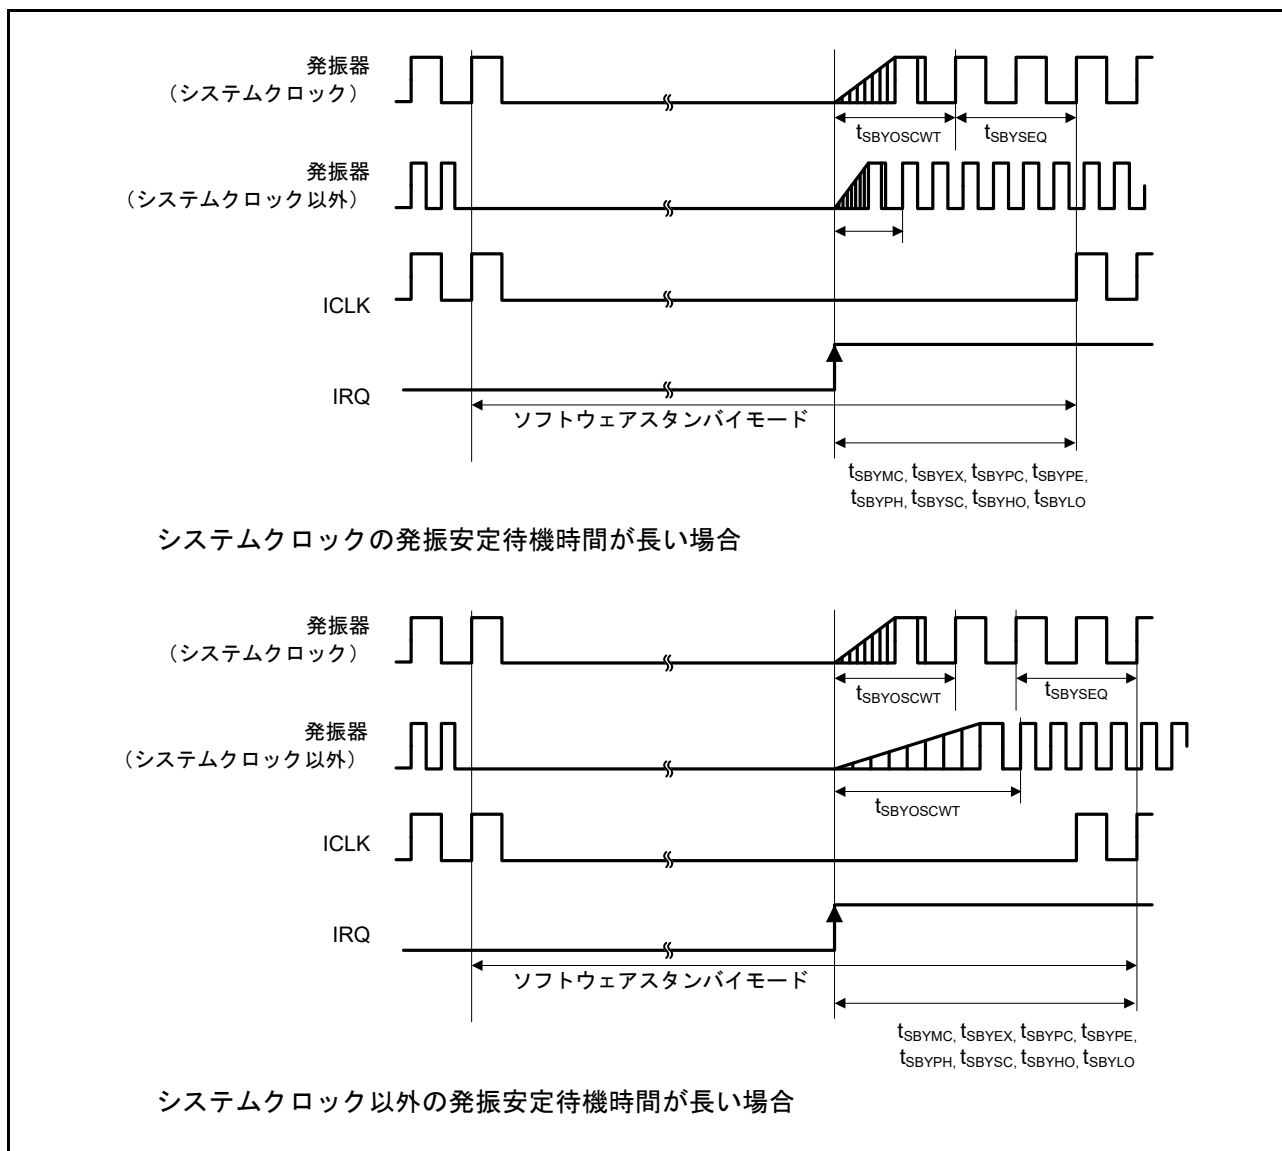 発振器
（システムクロック）
tSBYOSCWT
tSBYSEQ
発振器
（システムクロック以外）
ICLK
IRQ
ソフトウェアスタンバイモード
tSBYMC, tSBYEX, tSBYPC, tSBYPE,
tSBYPH, tSBYSC, tSBYHO, tSBYLO
システムクロックの発振安定待機時間が長い場合
発振器
（システムクロック）
tSBYOSCWT
tSBYSEQ
発振器
（システムクロック以外）
tSBYOSCWT
ICLK
IRQ
ソフトウェアスタンバイモード
tSBYMC, tSBYEX, tSBYPC, tSBYPE,
tSBYPH, tSBYSC, tSBYHO, tSBYLO
システムクロック以外の発振安定待機時間が長い場合